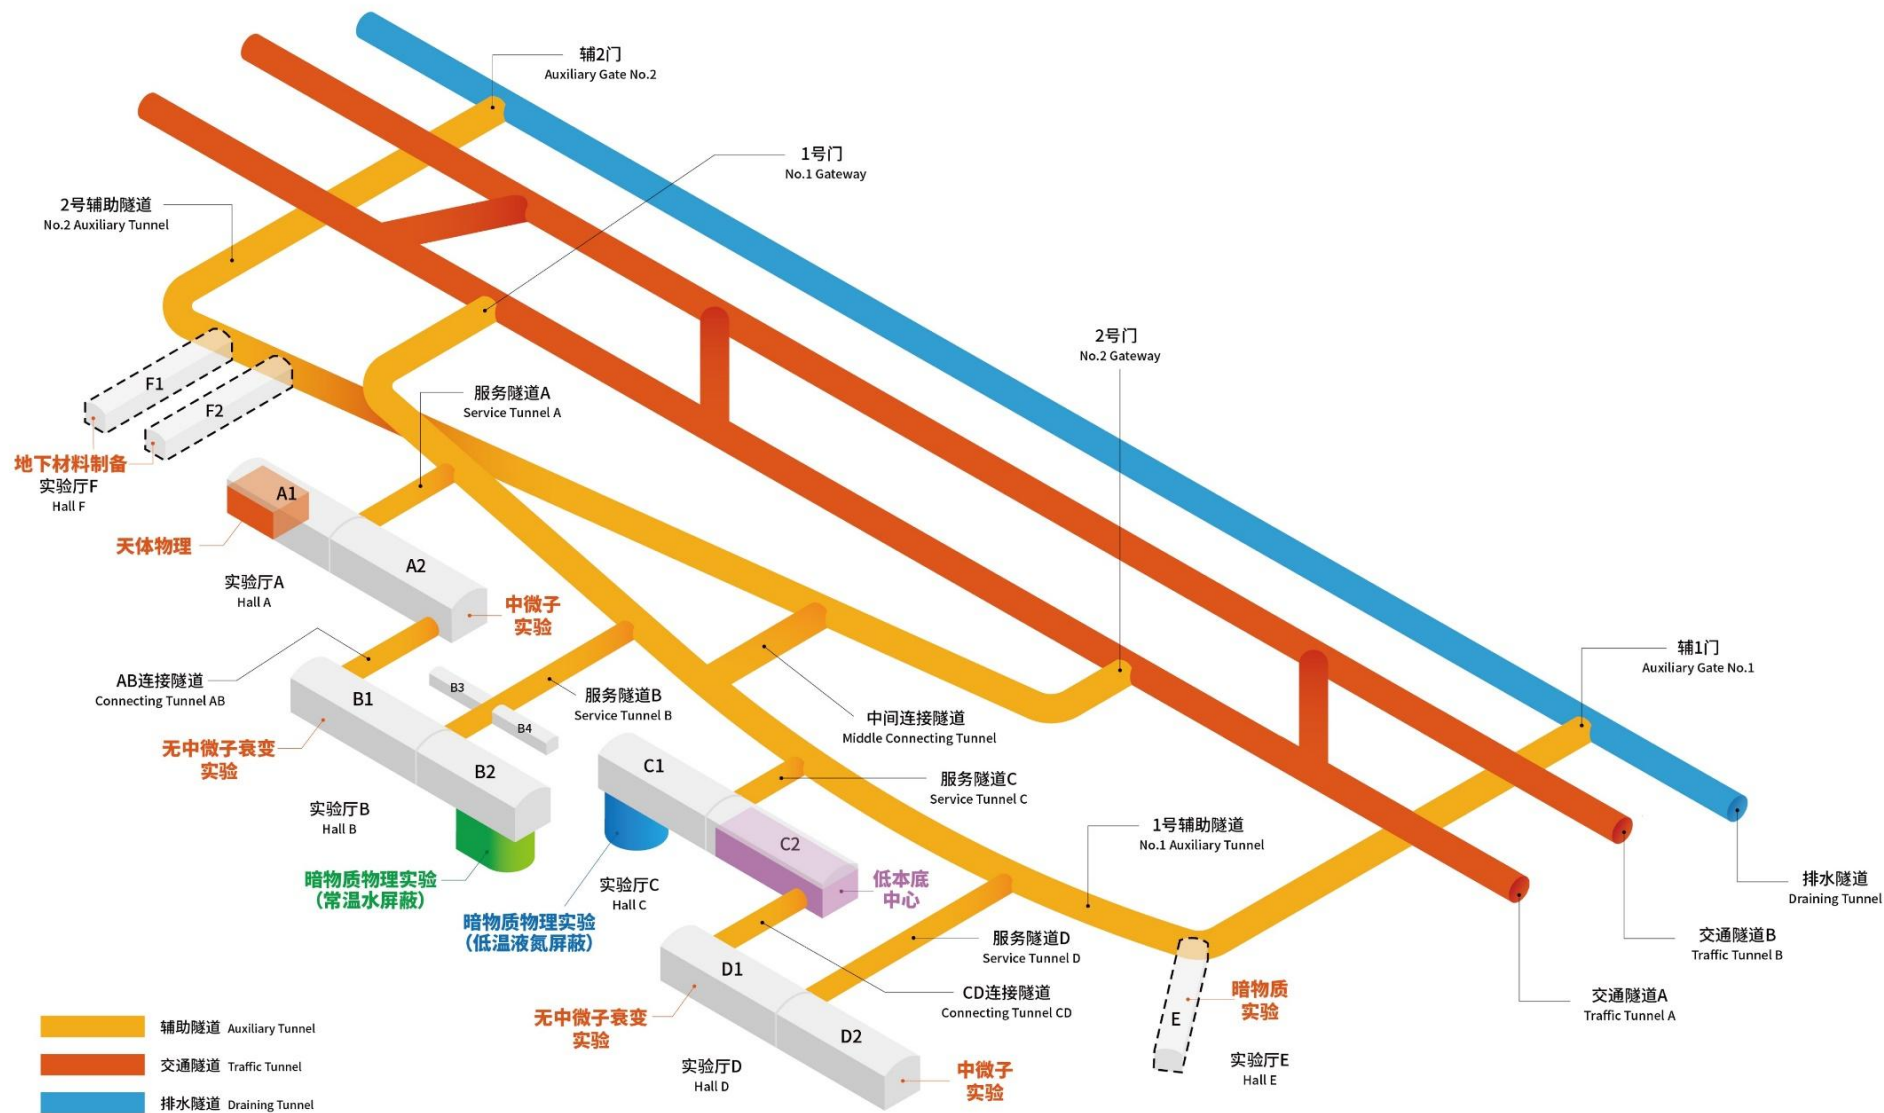 辅2门
Auxiliary Gate No.2
1号门
No.1 Gateway
2号辅助隧道
No.2 Auxiliary Tunnel
2号门
No.2 Gateway
F1
F2
服务隧道A
Service Tunnel A
地下材料制备
实验厅F
Hall F
A1
天体物理
A2
实验厅A
Hall A
中微子
实验
辅1门
Auxiliary Gate No.1
AB连接隧道
Connecting Tunnel AB
B3
B1
服务隧道B
Service Tunnel B
B4
中间连接隧道
Middle Connecting Tunnel
无中微子衰变
实验
B2
C1
服务隧道C
Service Tunnel C
实验厅B
Hall B
1号辅助隧道
No.1 Auxiliary Tunnel
C2
暗物质物理实验
(常温水屏蔽)
实验厅C
Hall C
低本底
中心
排水隧道
Draining Tunnel
暗物质物理实验
(低温液氮屏蔽)
服务隧道D
Service Tunnel D
交通隧道B
Traffic Tunnel B
D1
CD连接隧道
Connecting Tunnel CD
暗物质
实验
交通隧道A
Traffic Tunnel A
无中微子衰变
实验
E
D2
实验厅D
Hall D
实验厅E
Hall E
中微子
实验
辅助隧道 Auxiliary Tunnel
交通隧道 Traffic Tunnel
排水隧道 Draining Tunnel